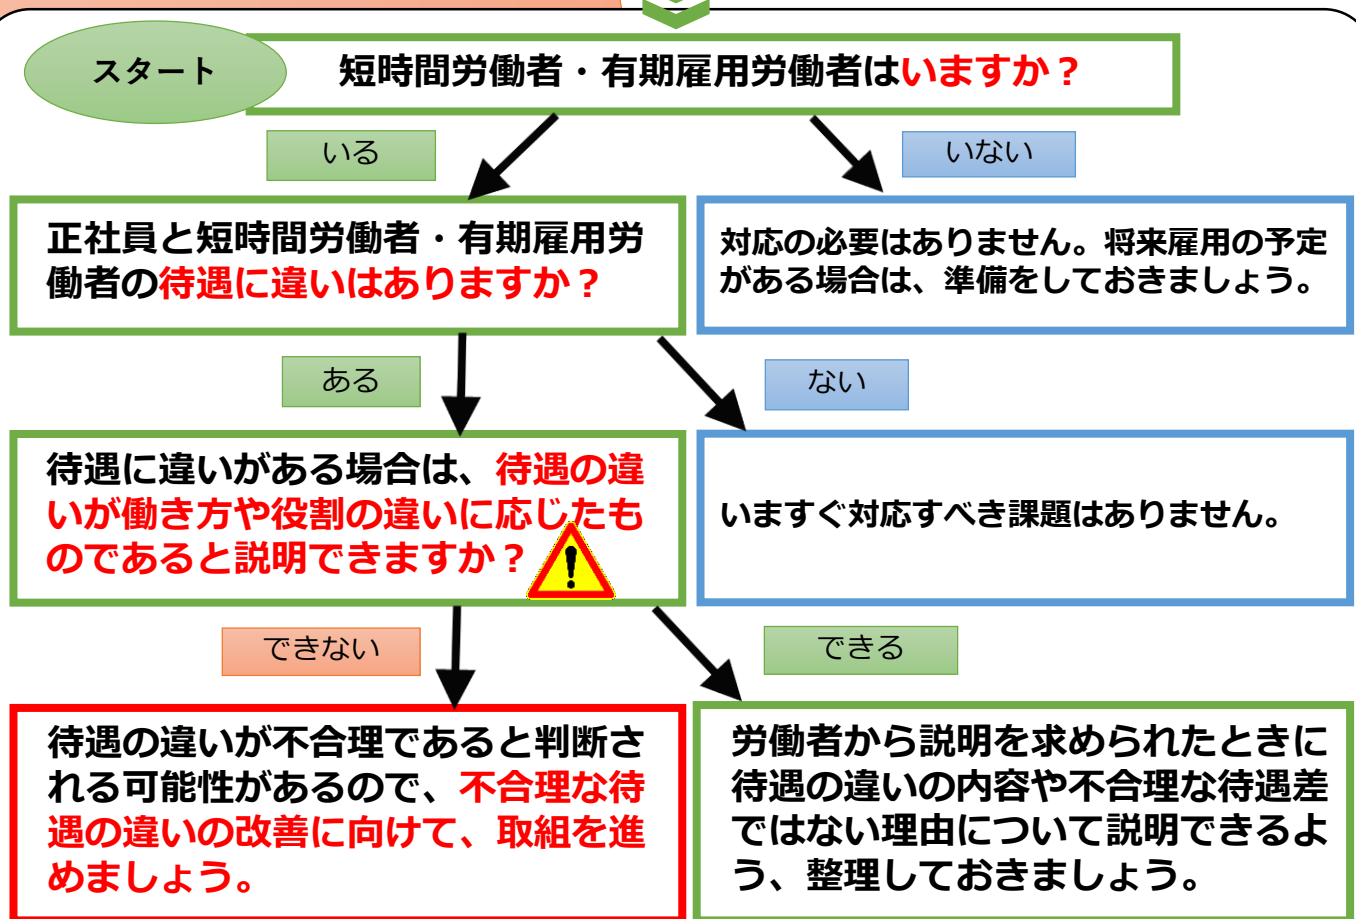 スタート
短時間労働者・有期雇用労働者はいますか？
いる
いない
正社員と短時間労働者・有期雇用労
働者の待遇に違いはありますか？
対応の必要はありません。将来雇用の予定
がある場合は、準備をしておきましょう。
ある
ない
待遇に違いがある場合は、待遇の違
いが働き方や役割の違いに応じたも
のであると説明できますか？
いますぐ対応すべき課題はありません。
できない
できる
待遇の違いが不合理であると判断さ
れる可能性があるので、不合理な待
遇の違いの改善に向けて、取組を進
めましょう。
労働者から説明を求められたときに
待遇の違いの内容や不合理な待遇差
ではない理由について説明できるよ
う、整理しておきましょう。